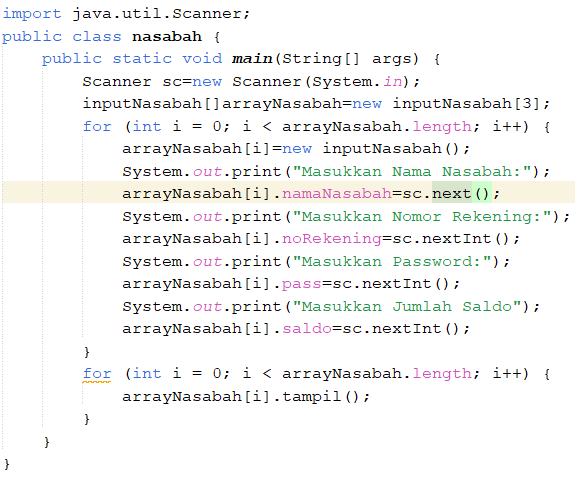 import java.util.Scanner;
public class nasabah {
    public static void main(String[] args) {
        Scanner sc=new Scanner(System.in);
        inputNasabah[]arrayNasabah=new inputNasabah[3];
        for (int i = 0; i < arrayNasabah.length; i++) {
            arrayNasabah[i]=new inputNasabah();
            System.out.print("Masukkan Nama Nasabah:");
            arrayNasabah[i].namaNasabah=sc.next();
            System.out.print("Masukkan Nomor Rekening:");
            arrayNasabah[i].noRekening=sc.nextInt();
            System.out.print("Masukkan Password:");
            arrayNasabah[i].pass=sc.nextInt();
            System.out.print("Masukkan Jumlah Saldo");
            arrayNasabah[i].saldo=sc.nextInt();
        }
        for (int i = 0; i < arrayNasabah.length; i++) {
            arrayNasabah[i].tampil();
        }
    }
}